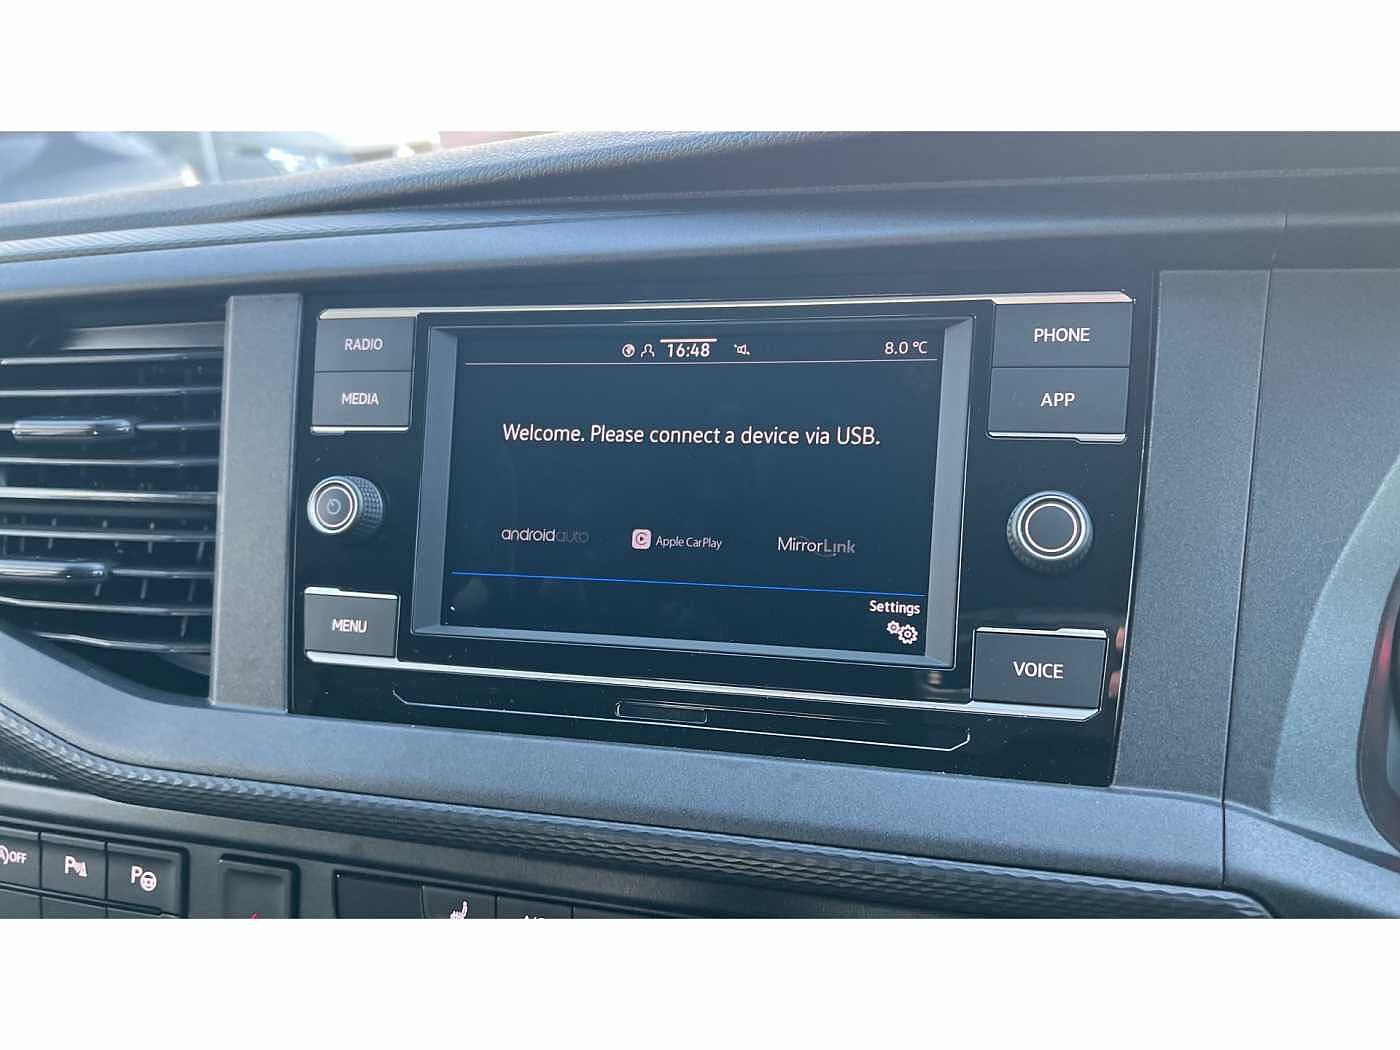 RADIO
MEDIA
MENU
16:48
8.0 °C
Welcome. Please connect a device via USB.
androidauto
Apple CarPlay
MirrorLink
Settings
PHONE
APP
VOICE
OFF
P
P